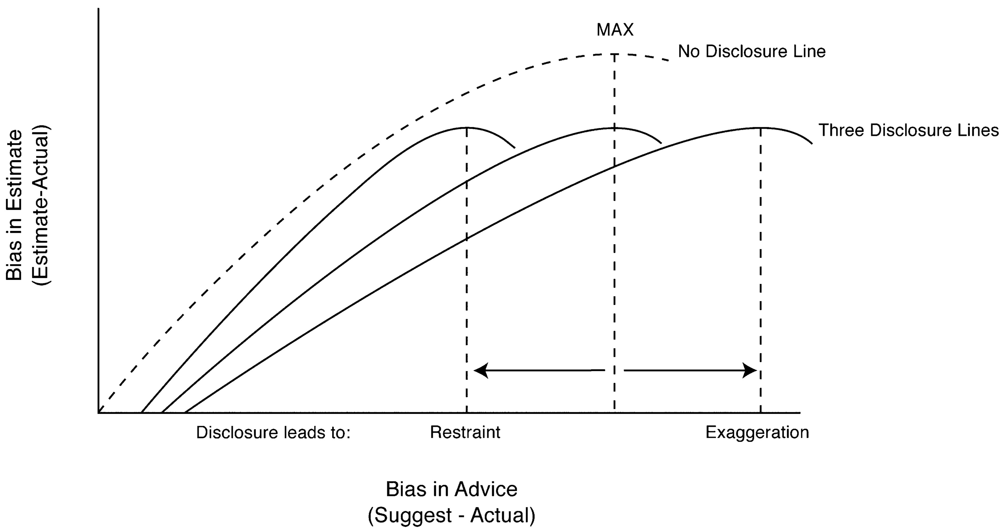 MAX
No Disclosure Line
Three Disclosure Lines
Bias in Estimate
(Estimate-Actual)
Disclosure leads to:
Restraint
Exaggeration
Bias in Advice
(Suggest - Actual)